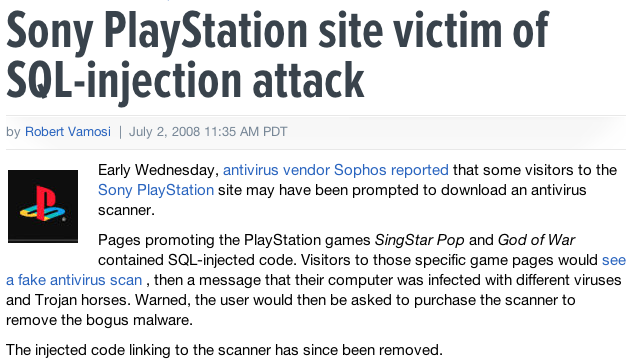 Sony PlayStation site victim of
SQL-injection attack
by Robert Vamosi | July 2, 2008 11:35 AM PDT
Early Wednesday, antivirus vendor Sophos reported that some visitors to the
Sony PlayStation site may have been prompted to download an antivirus
scanner.
Pages promoting the PlayStation games SingStar Pop and God of War
contained SQL-injected code. Visitors to those specific game pages would see
a fake antivirus scan , then a message that their computer was infected with different viruses
and Trojan horses. Warned, the user would then be asked to purchase the scanner to
remove the bogus malware.
The injected code linking to the scanner has since been removed.